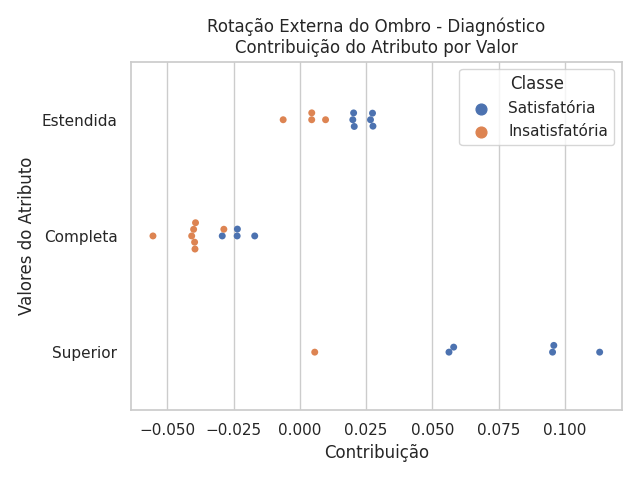 Rotação Externa do Ombro - Diagnóstico
Contribuição do Atributo por Valor
Classe
Satisfatória
Insatisfatória
Valores do Atributo
Estendida
Completa
Superior
−0.050 −0.025 0.000 0.025 0.050 0.075 0.100
Contribuição